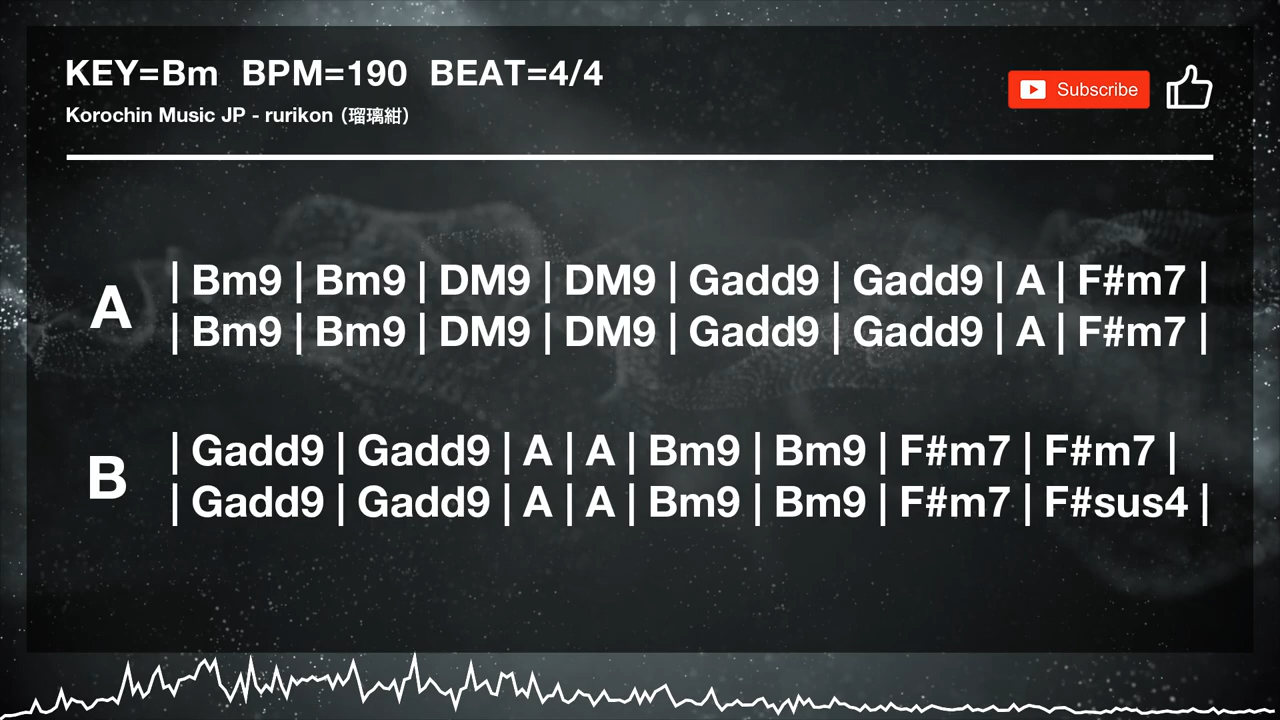 KEY=Bm BPM=190 BEAT=4/4
Korochin Music JP - rurikon (瑠璃紺)
Subscribe
A
| Bm9 | Bm9 | DM9 | DM9 | Gadd9 | Gadd9 | A | F#m7 |
| Bm9 | Bm9 | DM9 | DM9 | Gadd9 | Gadd9 | A | F#m7 |
B
| Gadd9 | Gadd9 | A | A | Bm9 | Bm9 | F#m7 | F#m7 |
| Gadd9 | Gadd9 | A | A | Bm9 | Bm9 | F#m7 | F#sus4 |